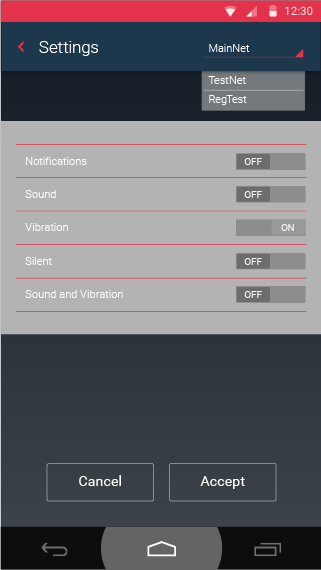 12:30
Settings
MainNet
TestNet
RegTest
Notifications OFF
Sound OFF
Vibration ON
Silent OFF
Sound and Vibration OFF
Cancel Accept